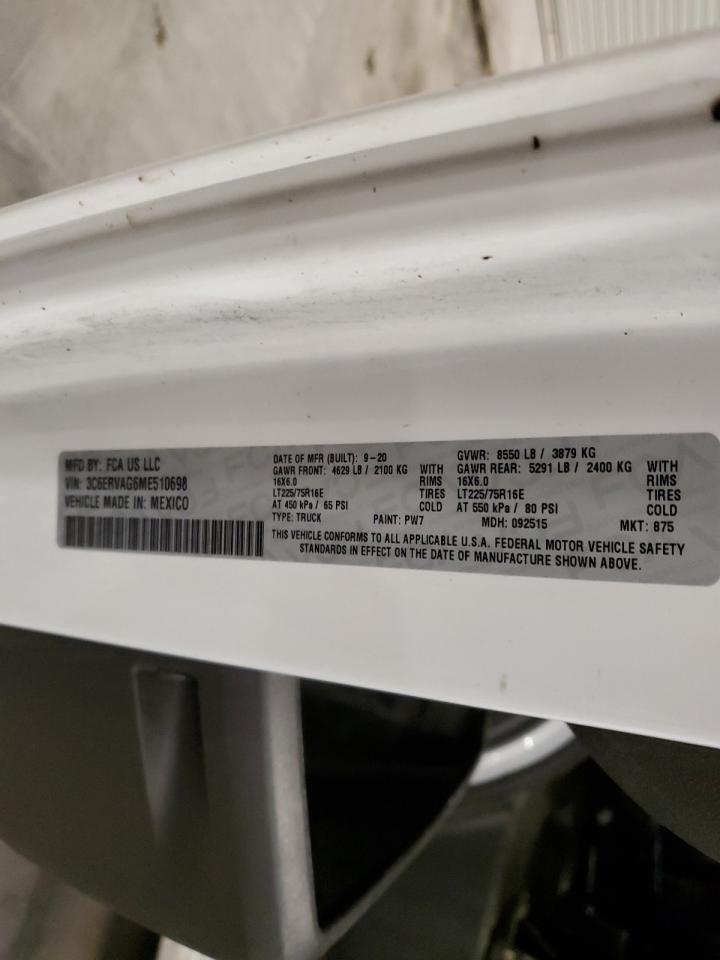 MFD BY: FCA US LLC
VIN: 3C6ERVAG6ME510698
VEHICLE MADE IN: MEXICO
DATE OF MFR (BUILT): 9-20 GVWR: 8550 LB / 3879 KG
GAWR FRONT: 4629 LB / 2100 KG WITH GAWR REAR: 5291 LB / 2400 KG WITH
16X6.0 RIMS 16X6.0 RIMS
LT225/75R16E TIRES LT225/75R16E TIRES
AT 450 kPa / 65 PSI COLD AT 550 kPa / 80 PSI COLD
TYPE: TRUCK PAINT: PW7 MDH: 092515 MKT: 875
THIS VEHICLE CONFORMS TO ALL APPLICABLE U.S.A. FEDERAL MOTOR VEHICLE SAFETY
STANDARDS IN EFFECT ON THE DATE OF MANUFACTURE SHOWN ABOVE.